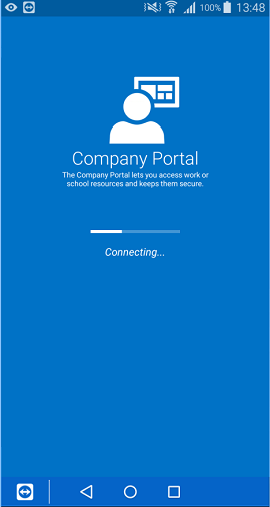 100% 13:48
Company Portal
The Company Portal lets you access work or
school resources and keeps them secure.
Connecting...